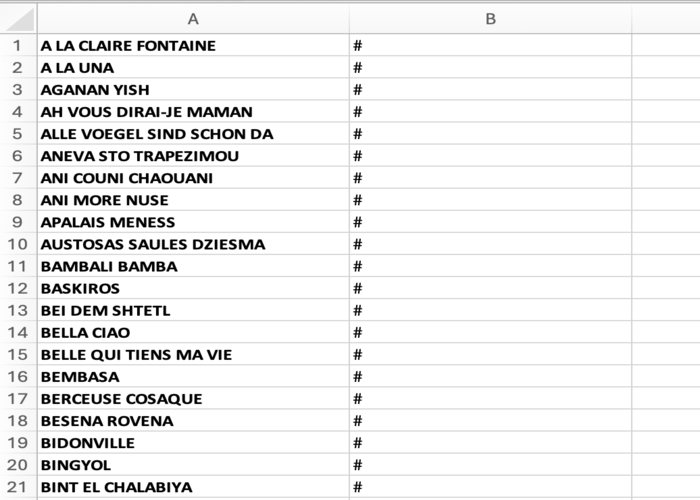 A B
1 A LA CLAIRE FONTAINE #
2 A LA UNA #
3 AGANAN YISH #
4 AH VOUS DIRAI-JE MAMAN #
5 ALLE VOEGEL SIND SCHON DA #
6 ANEVA STO TRAPEZIMOU #
7 ANI COUNI CHAOUANI #
8 ANI MORE NUSE #
9 APALAIS MENESS #
10 AUSTOSAS SAULES DZIESMA #
11 BAMBALI BAMBA #
12 BASKIROS #
13 BEI DEM SHTETL #
14 BELLA CIAO #
15 BELLE QUI TIENS MA VIE #
16 BEMBASA #
17 BERCEUSE COSAQUE #
18 BESENA ROVENA #
19 BIDONVILLE #
20 BINGYOL #
21 BINT EL CHALABIYA #